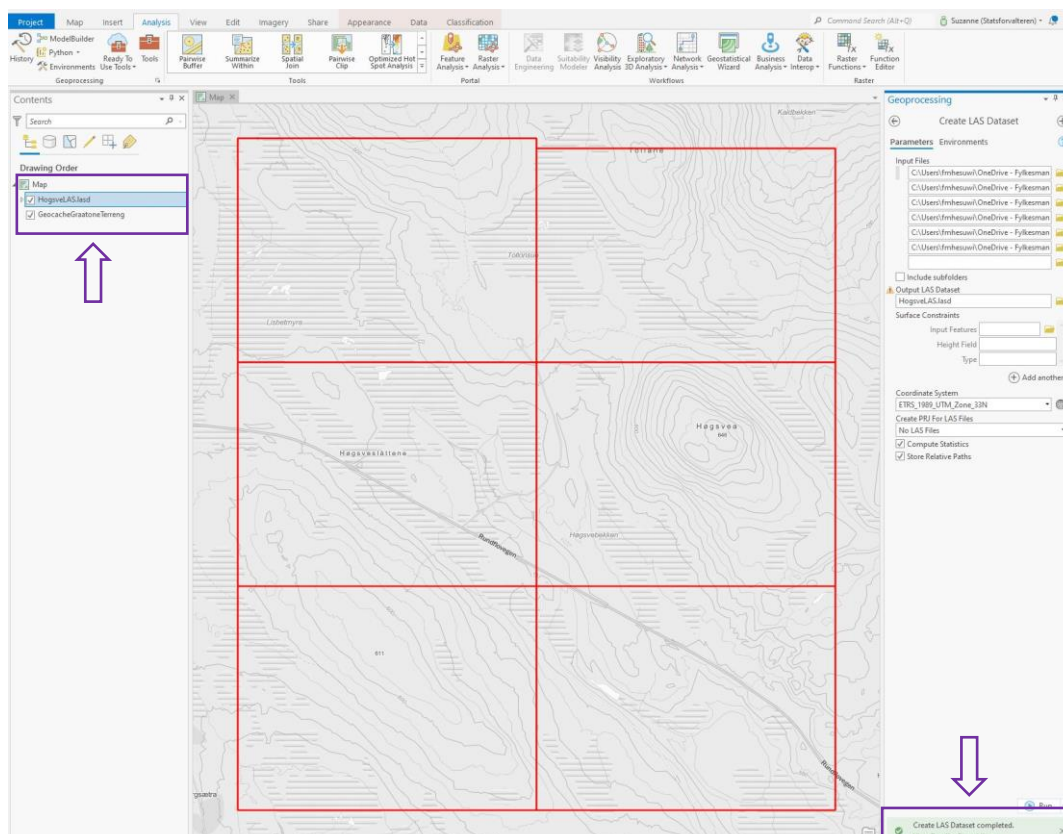 Project Map Insert Analysis View Edit Imagery Share Appearance Data Classification
Command Search (Alt+Q)
Suzanne (Statsforvalteren)
History
ModelBuilder
Python
Environments
Ready To Use Tools
Tools
Geoprocessing
Pairwise Buffer
Summarize Within
Spatial Join
Pairwise Clip
Optimized Hot Spot Analysis
Tools
Feature Analysis
Raster Analysis
Portal
Data Engineering
Suitability Modeler
Visibility Analysis
Exploratory 3D Analysis
Network Analysis
Geostatistical Wizard
Business Analysis
Data Interop
Workflows
Raster Functions
Function Editor
Raster
Contents
Search
Drawing Order
Map
HogsveLAS.lasd
GeocacheGraatoneTerreng
Map
Høgsvea
Høgsveslåttene
Høgsvebekken
Rundflovegen
Rundflovegen
611
Geoprocessing
Create LAS Dataset
Parameters Environments
Input Files
C:\Users\fmhesuwi\OneDrive - Fylkesman
C:\Users\fmhesuwi\OneDrive - Fylkesman
C:\Users\fmhesuwi\OneDrive - Fylkesman
C:\Users\fmhesuwi\OneDrive - Fylkesman
C:\Users\fmhesuwi\OneDrive - Fylkesman
C:\Users\fmhesuwi\OneDrive - Fylkesman
Include subfolders
Output LAS Dataset
HogsveLAS.lasd
Surface Constraints
Input Features
Height Field
Type
Add another
Coordinate System
ETRS_1989_UTM_Zone_33N
Create PRJ For LAS Files
No LAS Files
Compute Statistics
Store Relative Paths
Run
Create LAS Dataset completed.